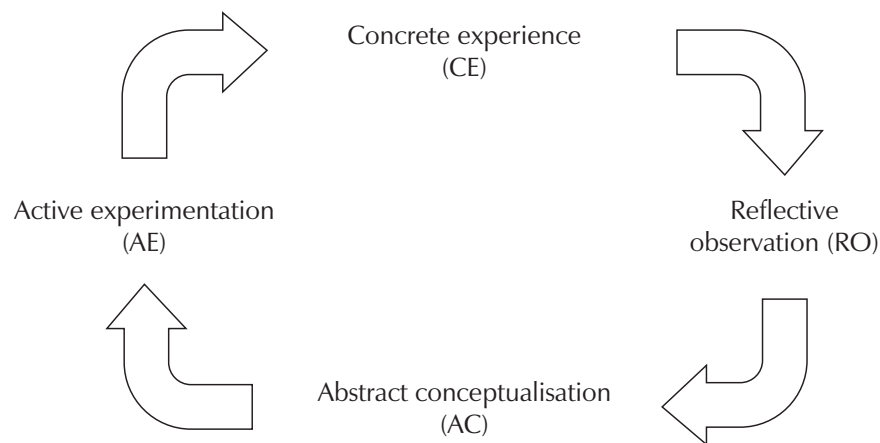 Concrete experience
(CE)
Active experimentation
(AE)
Reflective
observation (RO)
Abstract conceptualisation
(AC)